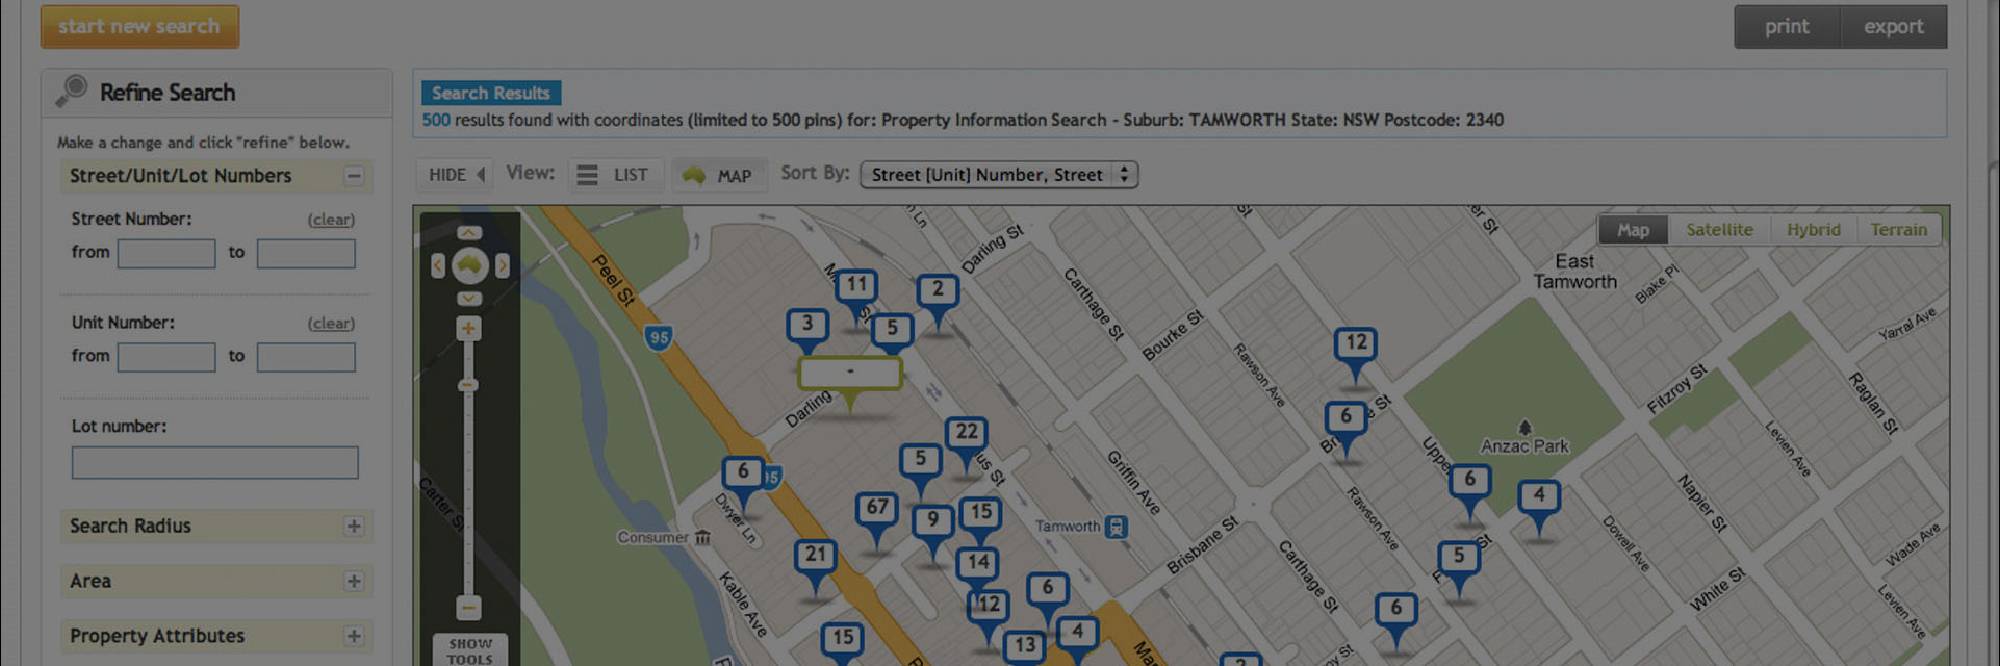 start new search
print
export
Refine Search
Make a change and click "refine" below.
Street/Unit/Lot Numbers
Street Number:
(clear)
from
to
Unit Number:
(clear)
from
to
Lot number:
Search Radius
Area
Property Attributes
Search Results
500 results found with coordinates (limited to 500 pins) for: Property Information Search - Suburb: TAMWORTH State: NSW Postcode: 2340
HIDE
View:
LIST
MAP
Sort By:
Street [Unit] Number, Street
Map
Satellite
Hybrid
Terrain
SHOW
TOOLS
Peel St
95
Darling St
Carthage St
Bourke St
Rawson Ave
East
Tamworth
Blake Pl
Yarral Ave
Raglan St
Fitzroy St
Levien Ave
Anzac Park
Napier St
Dowell Ave
Wade Ave
Levien Ave
White St
Rawson Ave
Carthage St
Brisbane St
Griffin Ave
Tamworth
Darling
Dwyer Ln
Consumer
Kable Ave
Carter St
11
2
3
5
12
6
22
5
6
67
9
15
6
4
21
14
5
6
12
6
15
13
4